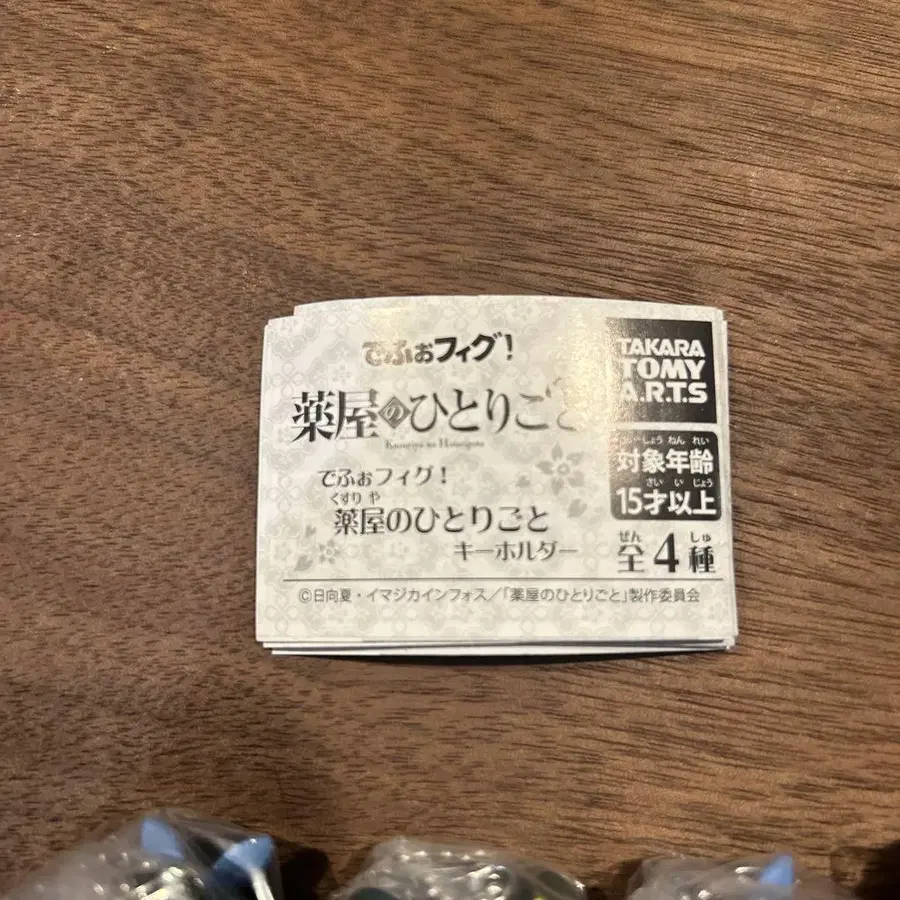 でふぉフィグ!
薬屋のひとりごと
Kusuriya no Hitorigoto
でふぉフィグ!
くすり や
薬屋のひとりごと
キーホルダー
TAKARA
TOMY
A.R.T.S
たいしょう ねん れい
対象年齢
さい い じょう
15才以上
ぜん しゅ
全4種
©日向夏・イマジカインフォス/「薬屋のひとりごと」製作委員会